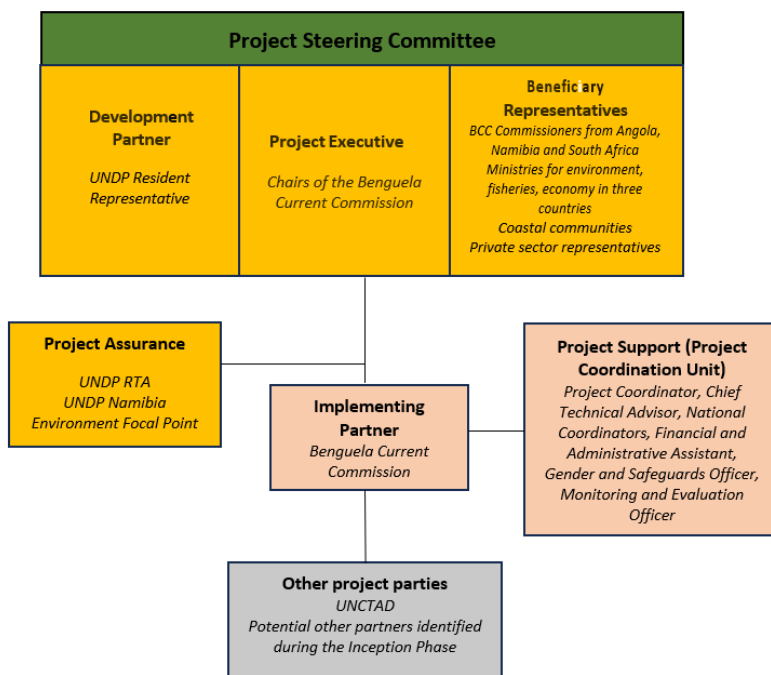 Project Steering Committee
Development
Partner
UNDP Resident
Representative
Project Executive
Chairs of the Benguela
Current Commission
Beneficiary
Representatives
BCC Commissioners from Angola,
Namibia and South Africa
Ministries for environment,
fisheries, economy in three
countries
Coastal communities
Private sector representatives
Project Assurance
UNDP RTA
UNDP Namibia
Environment Focal Point
Implementing
Partner
Benguela Current
Commission
Project Support (Project
Coordination Unit)
Project Coordinator, Chief
Technical Advisor, National
Coordinators, Financial and
Administrative Assistant,
Gender and Safeguards Officer,
Monitoring and Evaluation
Officer
Other project parties
UNCTAD
Potential other partners identified
during the Inception Phase